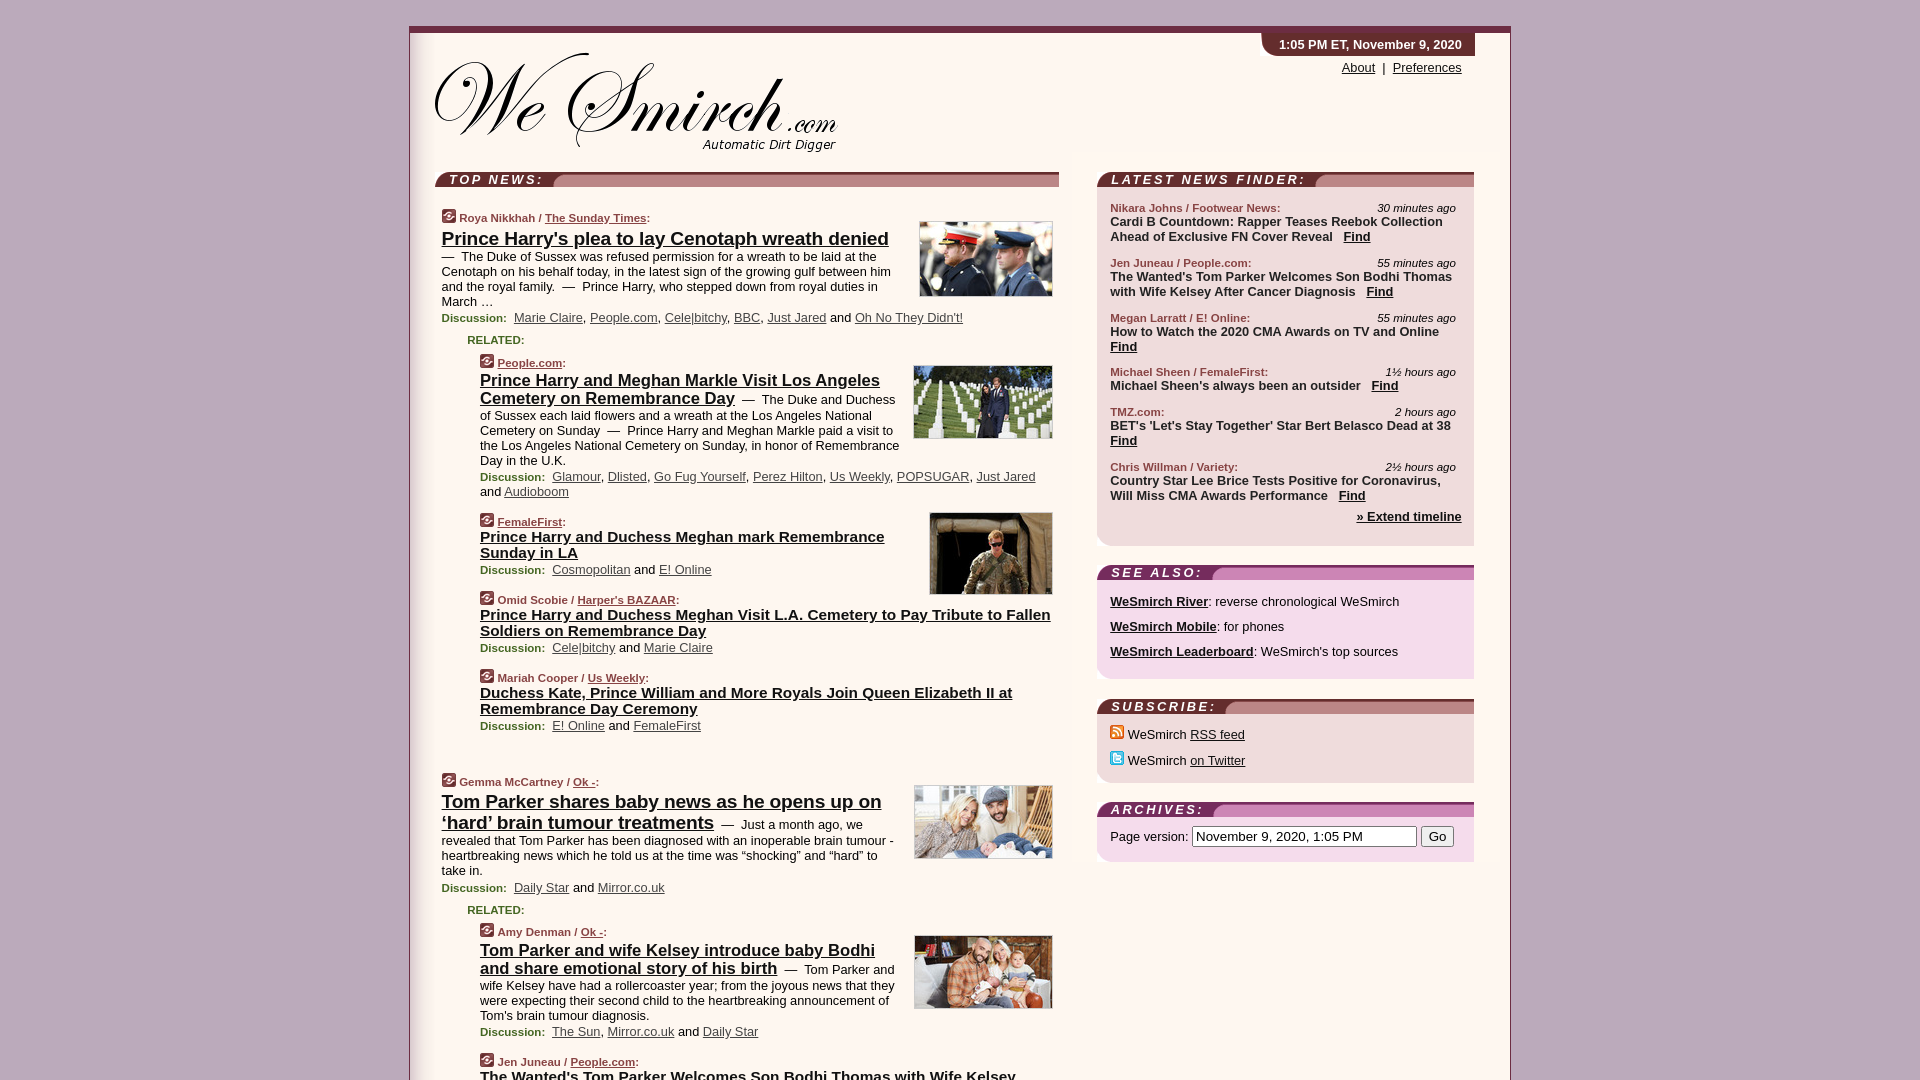 1:05 PM ET, November 9, 2020
About | Preferences
We Smirch .com
Automatic Dirt Digger
TOP NEWS:
Roya Nikkhah / The Sunday Times:
Prince Harry's plea to lay Cenotaph wreath denied
— The Duke of Sussex was refused permission for a wreath to be laid at the
Cenotaph on his behalf today, in the latest sign of the growing gulf between him
and the royal family. — Prince Harry, who stepped down from royal duties in
March …
Discussion: Marie Claire, People.com, Cele|bitchy, BBC, Just Jared and Oh No They Didn't!
RELATED:
People.com:
Prince Harry and Meghan Markle Visit Los Angeles
Cemetery on Remembrance Day — The Duke and Duchess
of Sussex each laid flowers and a wreath at the Los Angeles National
Cemetery on Sunday — Prince Harry and Meghan Markle paid a visit to
the Los Angeles National Cemetery on Sunday, in honor of Remembrance
Day in the U.K.
Discussion: Glamour, Dlisted, Go Fug Yourself, Perez Hilton, Us Weekly, POPSUGAR, Just Jared
and Audioboom
FemaleFirst:
Prince Harry and Duchess Meghan mark Remembrance
Sunday in LA
Discussion: Cosmopolitan and E! Online
Omid Scobie / Harper's BAZAAR:
Prince Harry and Duchess Meghan Visit L.A. Cemetery to Pay Tribute to Fallen
Soldiers on Remembrance Day
Discussion: Cele|bitchy and Marie Claire
Mariah Cooper / Us Weekly:
Duchess Kate, Prince William and More Royals Join Queen Elizabeth II at
Remembrance Day Ceremony
Discussion: E! Online and FemaleFirst
Gemma McCartney / Ok -:
Tom Parker shares baby news as he opens up on
‘hard’ brain tumour treatments — Just a month ago, we
revealed that Tom Parker has been diagnosed with an inoperable brain tumour -
heartbreaking news which he told us at the time was “shocking” and “hard” to
take in.
Discussion: Daily Star and Mirror.co.uk
RELATED:
Amy Denman / Ok -:
Tom Parker and wife Kelsey introduce baby Bodhi
and share emotional story of his birth — Tom Parker and
wife Kelsey have had a rollercoaster year; from the joyous news that they
were expecting their second child to the heartbreaking announcement of
Tom's brain tumour diagnosis.
Discussion: The Sun, Mirror.co.uk and Daily Star
Jen Juneau / People.com:
The Wanted's Tom Parker Welcomes Son Bodhi Thomas with Wife Kelsey
LATEST NEWS FINDER:
Nikara Johns / Footwear News: 30 minutes ago
Cardi B Countdown: Rapper Teases Reebok Collection
Ahead of Exclusive FN Cover Reveal Find
Jen Juneau / People.com: 55 minutes ago
The Wanted's Tom Parker Welcomes Son Bodhi Thomas
with Wife Kelsey After Cancer Diagnosis Find
Megan Larratt / E! Online: 55 minutes ago
How to Watch the 2020 CMA Awards on TV and Online
Find
Michael Sheen / FemaleFirst: 1½ hours ago
Michael Sheen's always been an outsider Find
TMZ.com: 2 hours ago
BET's 'Let's Stay Together' Star Bert Belasco Dead at 38
Find
Chris Willman / Variety: 2½ hours ago
Country Star Lee Brice Tests Positive for Coronavirus,
Will Miss CMA Awards Performance Find
» Extend timeline
SEE ALSO:
WeSmirch River: reverse chronological WeSmirch
WeSmirch Mobile: for phones
WeSmirch Leaderboard: WeSmirch's top sources
SUBSCRIBE:
WeSmirch RSS feed
WeSmirch on Twitter
ARCHIVES:
Page version: November 9, 2020, 1:05 PM Go